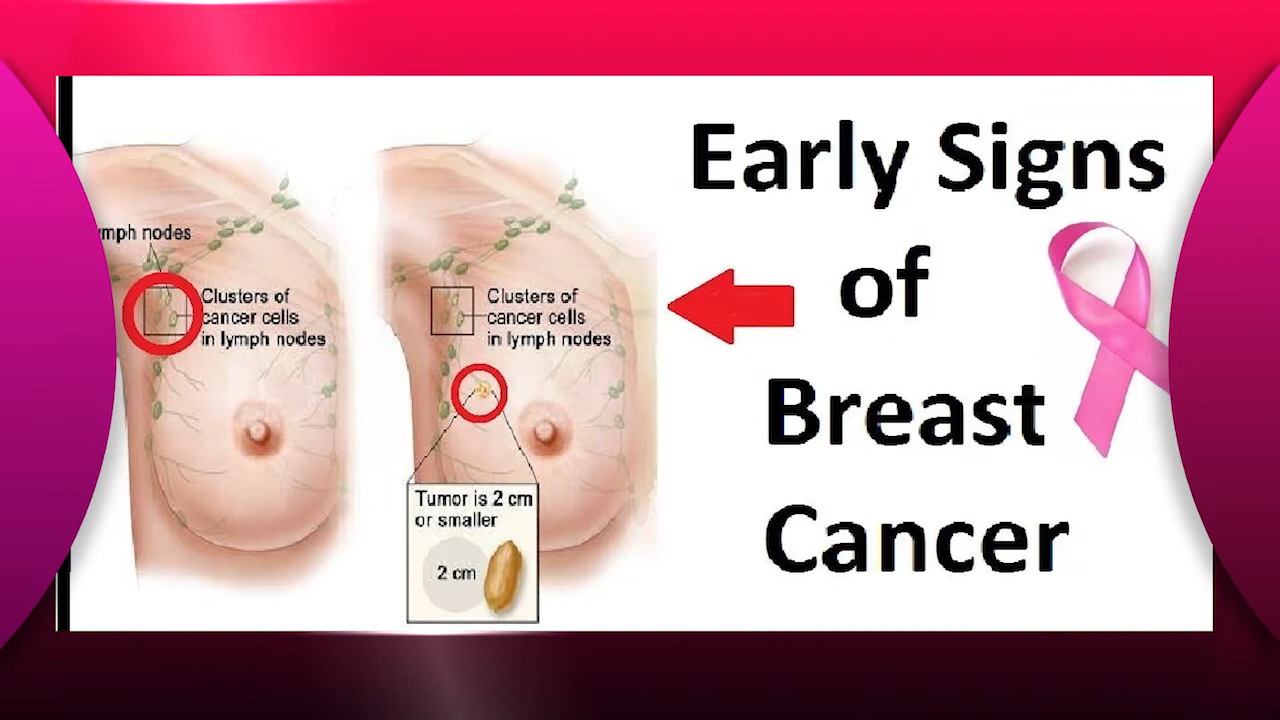 mph nodes
Clusters of
cancer cells
in lymph nodes
Clusters of
cancer cells
in lymph nodes
Tumor is 2 cm
or smaller
2 cm
Early Signs
of
Breast
Cancer